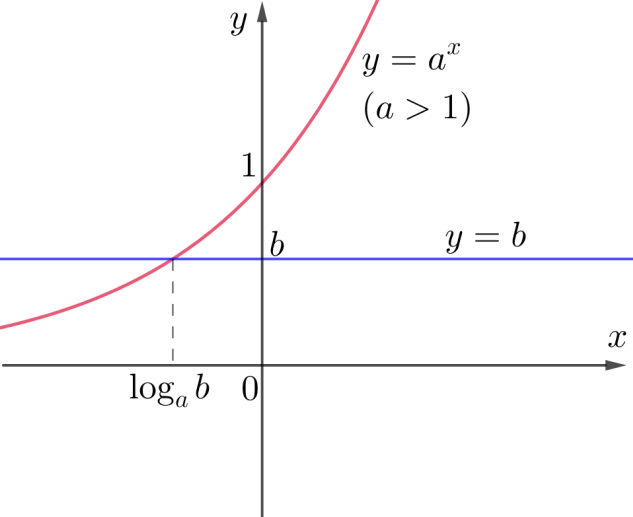 y
y = a^x
(a > 1)
1
b
y = b
x
log_a b
0